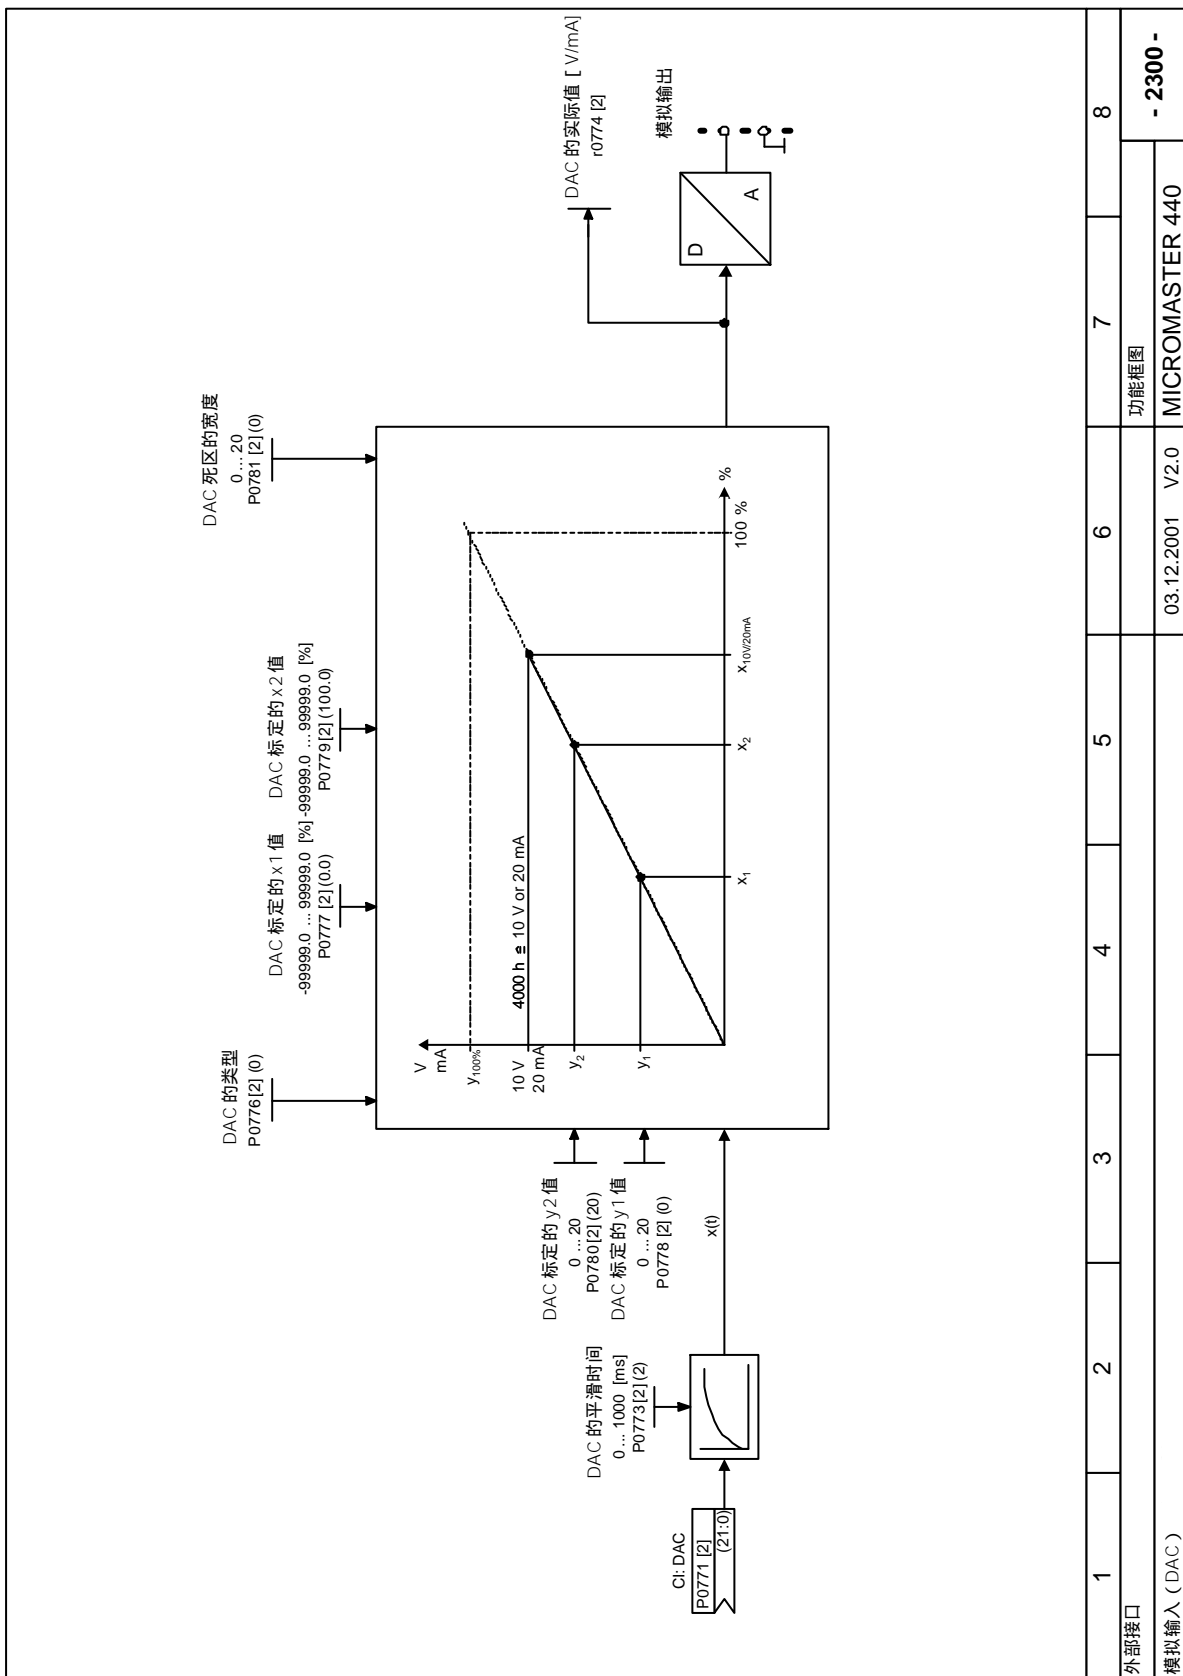 DAC 的类型
P0776[2] (0)
DAC 标定的 x1 值
-99999.0 ... 99999.0 [%]
P0777 [2] (0.0)
DAC 标定的 x2 值
-99999.0 ... 99999.0 [%]
P0779 [2] (100.0)
DAC 死区的宽度
0 ... 20
P0781 [2] (0)
V
mA
y100%
10 V
20 mA
y2
y1
4000 h ≙ 10 V or 20 mA
x1
x2
x10V/20mA
100 %
%
DAC 标定的 y2 值
0 ... 20
P0780[2] (20)
DAC 标定的 y1 值
0 ... 20
P0778 [2] (0)
x(t)
DAC 的平滑时间
0 ... 1000 [ms]
P0773 [2] (2)
CI: DAC
P0771 [2]
(21:0)
DAC 的实际值 [ V/mA]
r0774 [2]
模拟输出
D
A
1 2 3 4 5 6 7 8
外部接口
功能框图
- 2300 -
模拟输入 ( DAC )
03.12.2001 V2.0
MICROMASTER 440